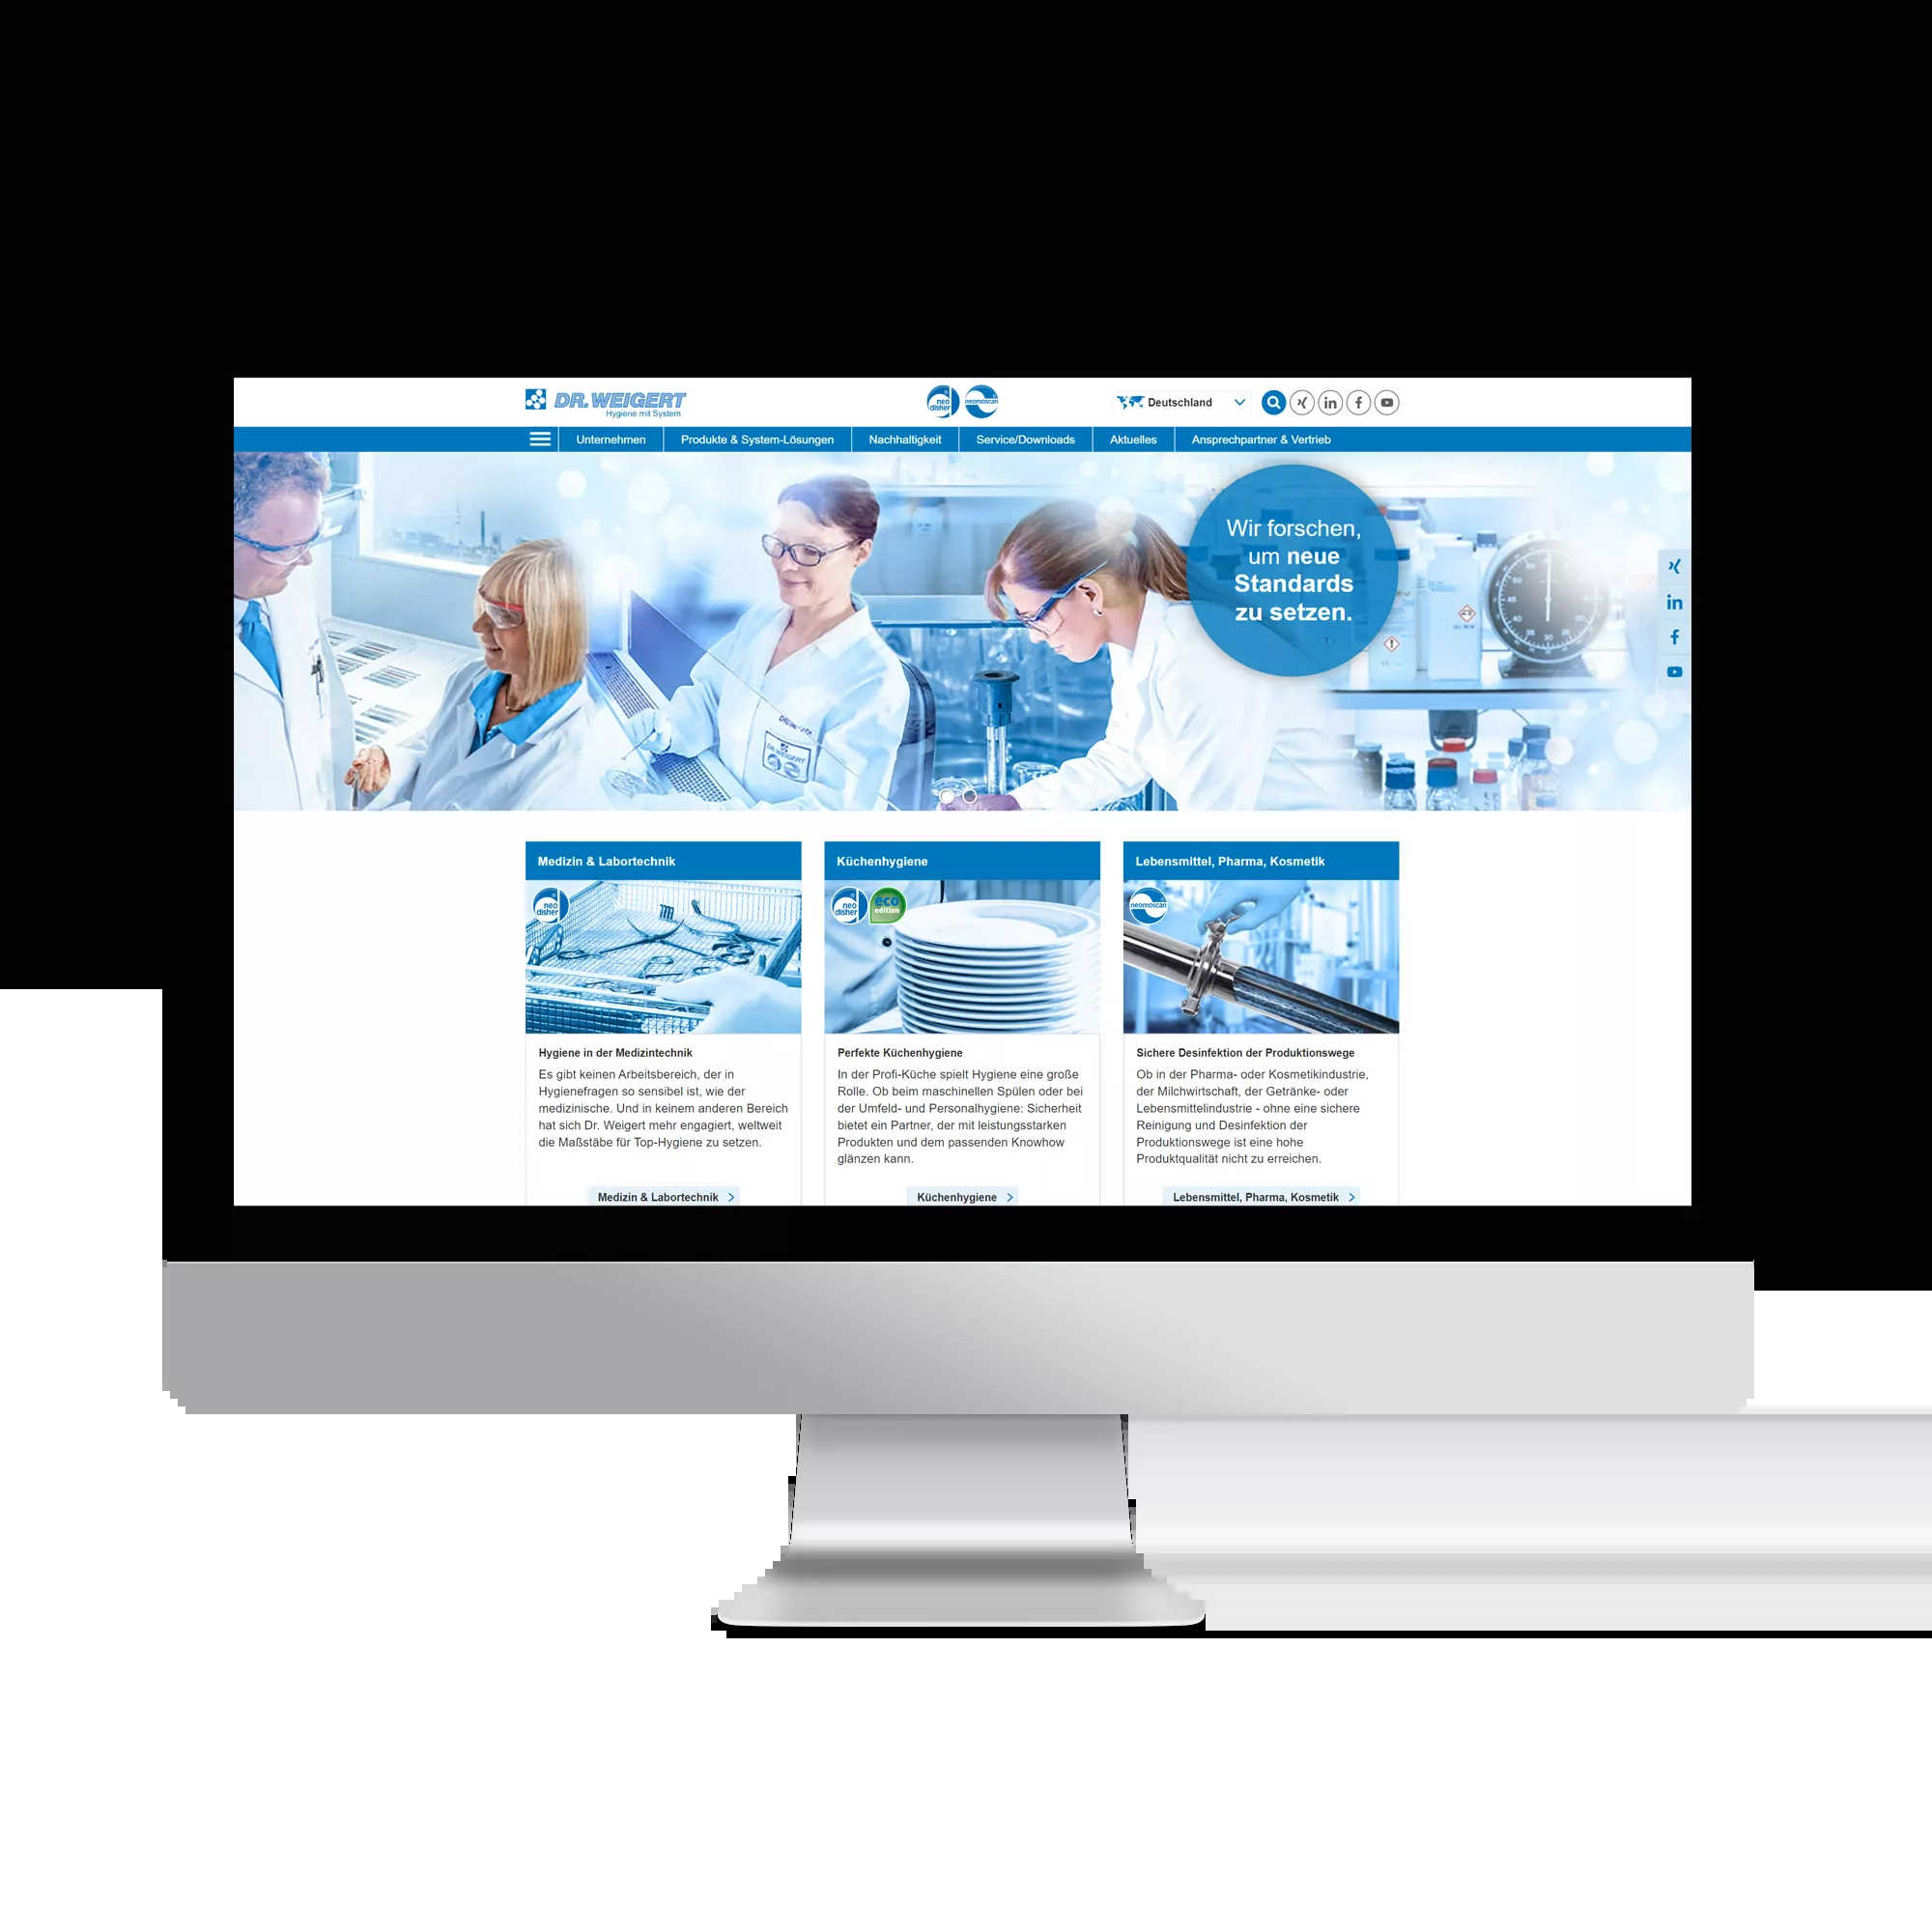 DR.WEIGERT
Hygiene mit System
neo
disher
neomoscan
Deutschland
Unternehmen
Produkte & System-Lösungen
Nachhaltigkeit
Service/Downloads
Aktuelles
Ansprechpartner & Vertrieb
Wir forschen,
um neue
Standards
zu setzen.
DR.WEIGERT
Medizin & Labortechnik
neo
disher
Hygiene in der Medizintechnik
Es gibt keinen Arbeitsbereich, der in
Hygienefragen so sensibel ist, wie der
medizinische. Und in keinem anderen Bereich
hat sich Dr. Weigert mehr engagiert, weltweit
die Maßstäbe für Top-Hygiene zu setzen.
Medizin & Labortechnik
Küchenhygiene
neo
disher
eco
edition
Perfekte Küchenhygiene
In der Profi-Küche spielt Hygiene eine große
Rolle. Ob beim maschinellen Spülen oder bei
der Umfeld- und Personalhygiene: Sicherheit
bietet ein Partner, der mit leistungsstarken
Produkten und dem passenden Knowhow
glänzen kann.
Küchenhygiene
Lebensmittel, Pharma, Kosmetik
neomoscan
Sichere Desinfektion der Produktionswege
Ob in der Pharma- oder Kosmetikindustrie,
der Milchwirtschaft, der Getränke- oder
Lebensmittelindustrie - ohne eine sichere
Reinigung und Desinfektion der
Produktionswege ist eine hohe
Produktqualität nicht zu erreichen.
Lebensmittel, Pharma, Kosmetik